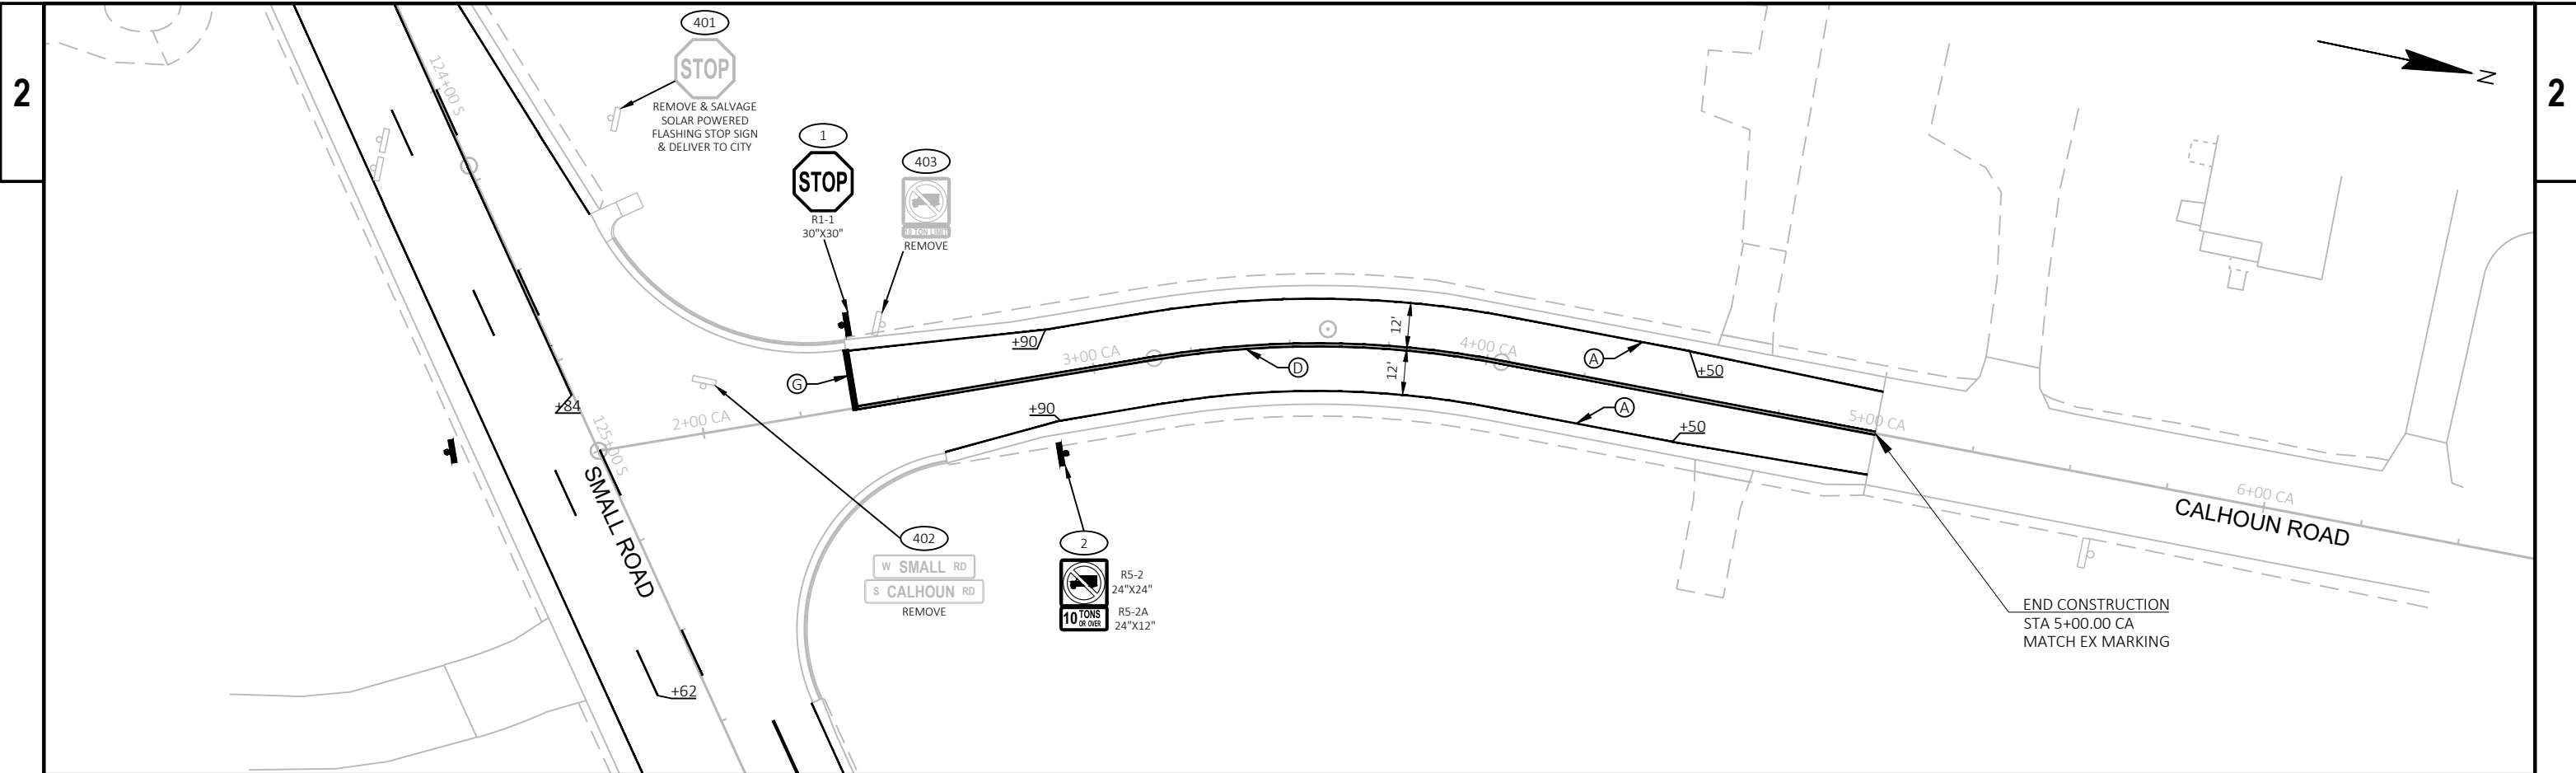 2
2
N
401
STOP
REMOVE & SALVAGE
SOLAR POWERED
FLASHING STOP SIGN
& DELIVER TO CITY
1
STOP
R1-1
30"X30"
403
10 TON LIMIT
REMOVE
124+00 S
+84
125+00 S
SMALL ROAD
+62
2+00 CA
G
+90
3+00 CA
D
12'
12'
4+00 CA
A
+50
+90
A
+50
5+00 CA
6+00 CA
CALHOUN ROAD
402
W SMALL RD
S CALHOUN RD
REMOVE
2
R5-2
24"X24"
10 TONS
OR OVER
R5-2A
24"X12"
END CONSTRUCTION
STA 5+00.00 CA
MATCH EX MARKING